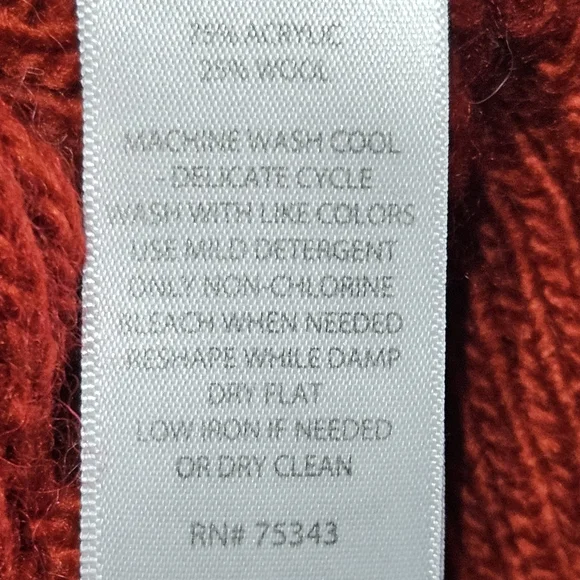 75% ACRYLIC
25% WOOL
MACHINE WASH COOL
- DELICATE CYCLE
WASH WITH LIKE COLORS
USE MILD DETERGENT
ONLY NON-CHLORINE
BLEACH WHEN NEEDED
RESHAPE WHILE DAMP
DRY FLAT
LOW IRON IF NEEDED
OR DRY CLEAN
RN# 75343